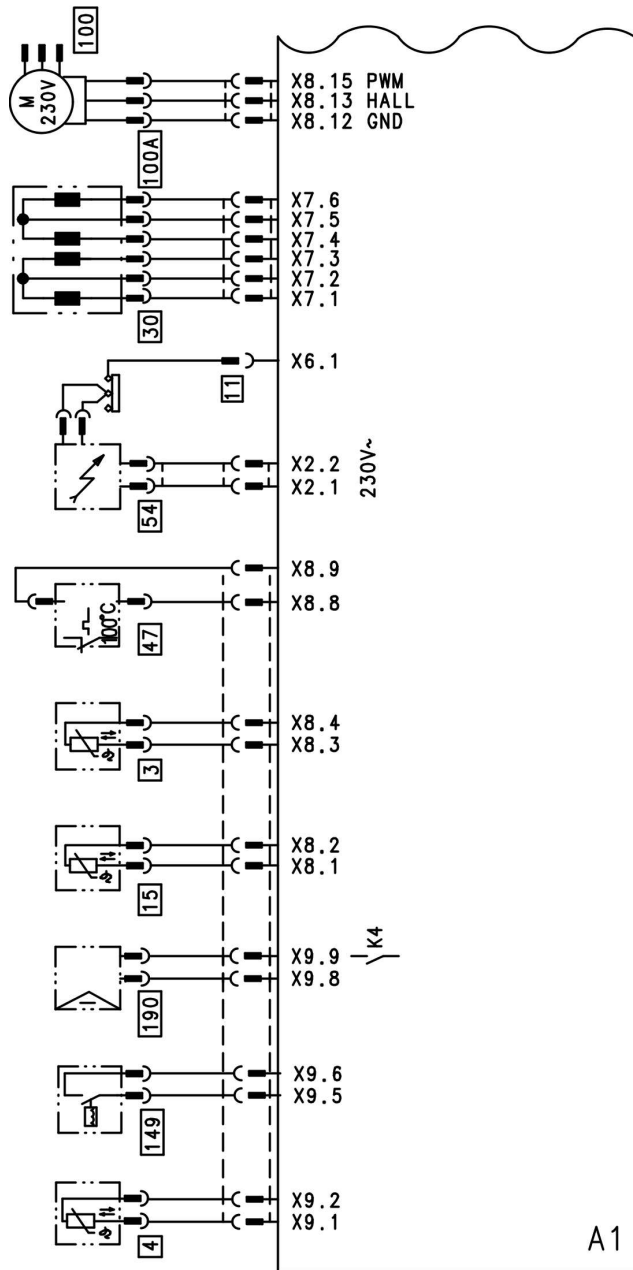 100
M
230V
X8.15 PWM
X8.13 HALL
X8.12 GND
100A
X7.6
X7.5
X7.4
X7.3
X7.2
X7.1
30
X6.1
11
X2.2
X2.1
230V~
54
X8.9
X8.8
100°C
47
X8.4
X8.3
3
X8.2
X8.1
15
X9.9
X9.8
K4
190
X9.6
X9.5
149
X9.2
X9.1
4
A1